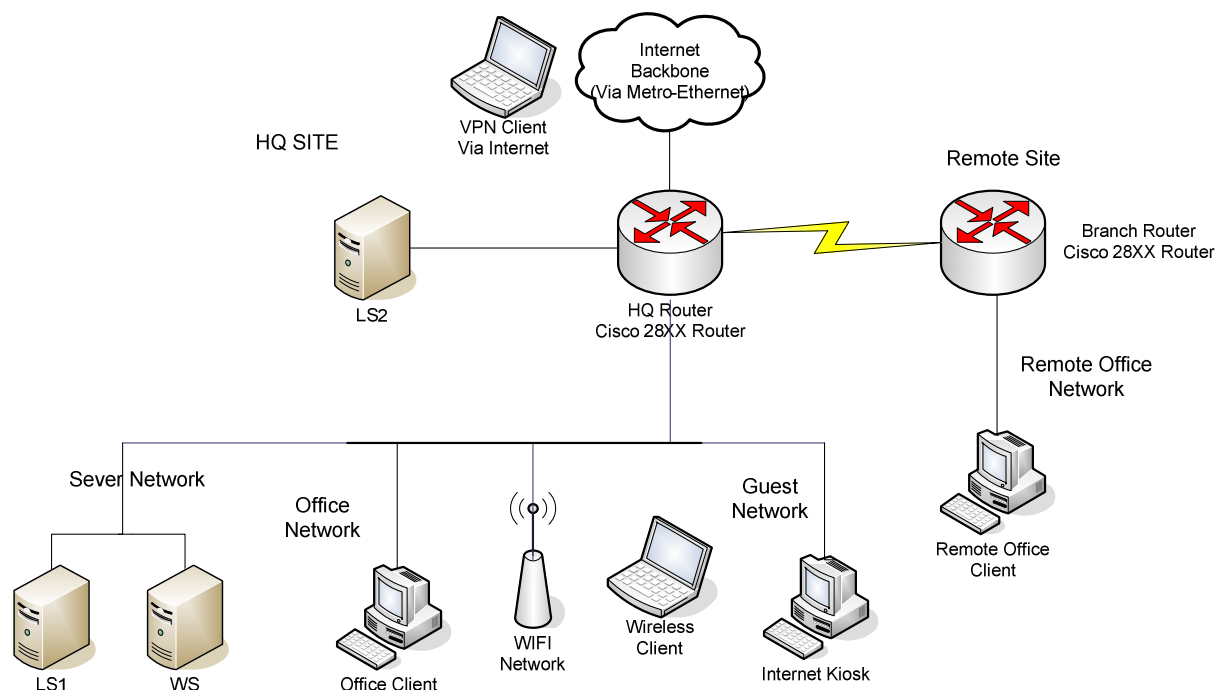 Internet
Backbone
(Via Metro-Ethernet)
VPN Client
Via Internet
HQ SITE
Remote Site
Branch Router
Cisco 28XX Router
LS2
HQ Router
Cisco 28XX Router
Remote Office
Network
Sever Network
Office
Network
Guest
Network
Remote Office
Client
WIFI
Network
Wireless
Client
Internet Kiosk
LS1
WS
Office Client